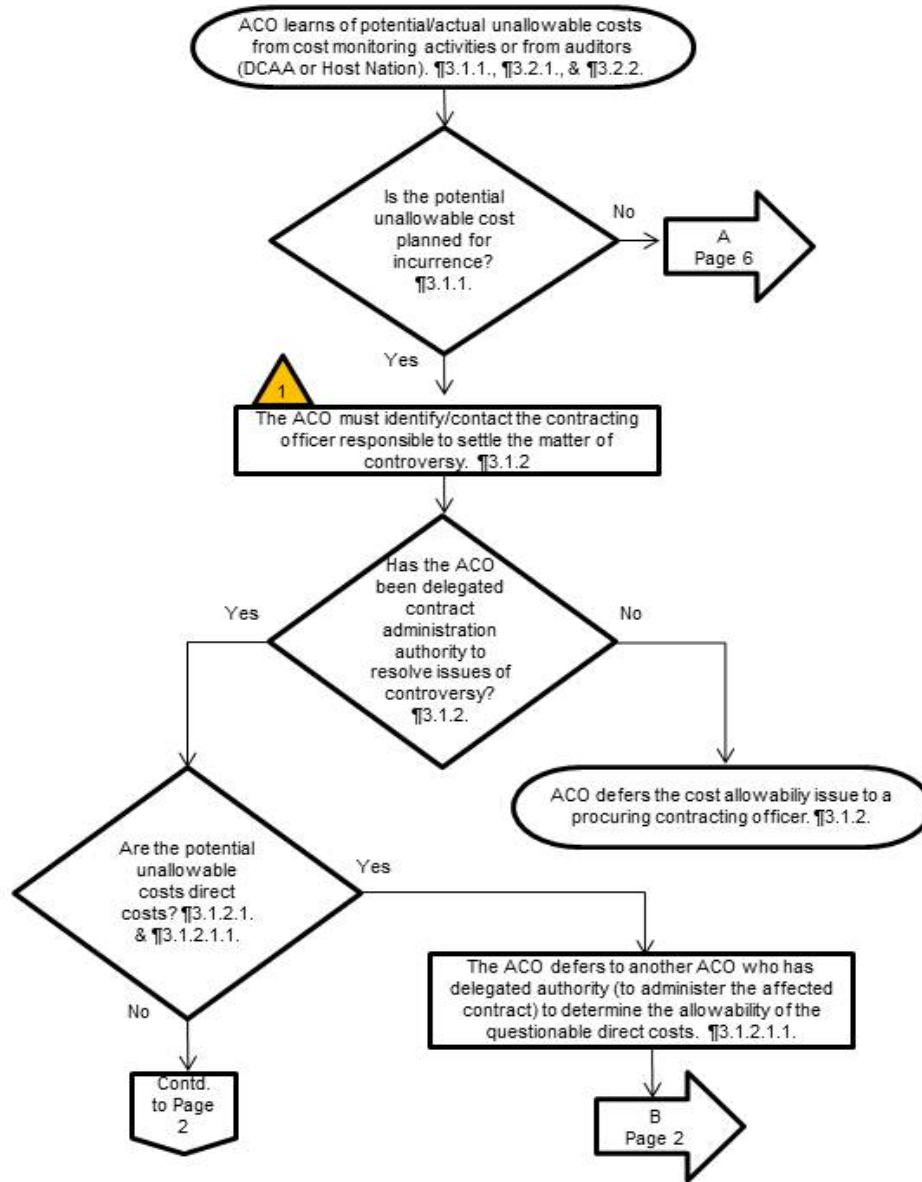 ACO learns of potential/actual unallowable costs
from cost monitoring activities or from auditors
(DCAA or Host Nation). ¶3.1.1., ¶3.2.1., & ¶3.2.2.
Is the potential
unallowable cost
planned for
incurrence?
¶3.1.1.
No
A
Page 6
Yes
1
The ACO must identify/contact the contracting
officer responsible to settle the matter of
controversy. ¶3.1.2
Has the ACO
been delegated
contract
administration
authority to
resolve issues of
controversy?
¶3.1.2.
Yes
No
ACO defers the cost allowabiliy issue to a
procuring contracting officer. ¶3.1.2.
Are the potential
unallowable
costs direct
costs? ¶3.1.2.1.
& ¶3.1.2.1.1.
Yes
The ACO defers to another ACO who has
delegated authority (to administer the affected
contract) to determine the allowability of the
questionable direct costs. ¶3.1.2.1.1.
No
Contd.
to Page
2
B
Page 2